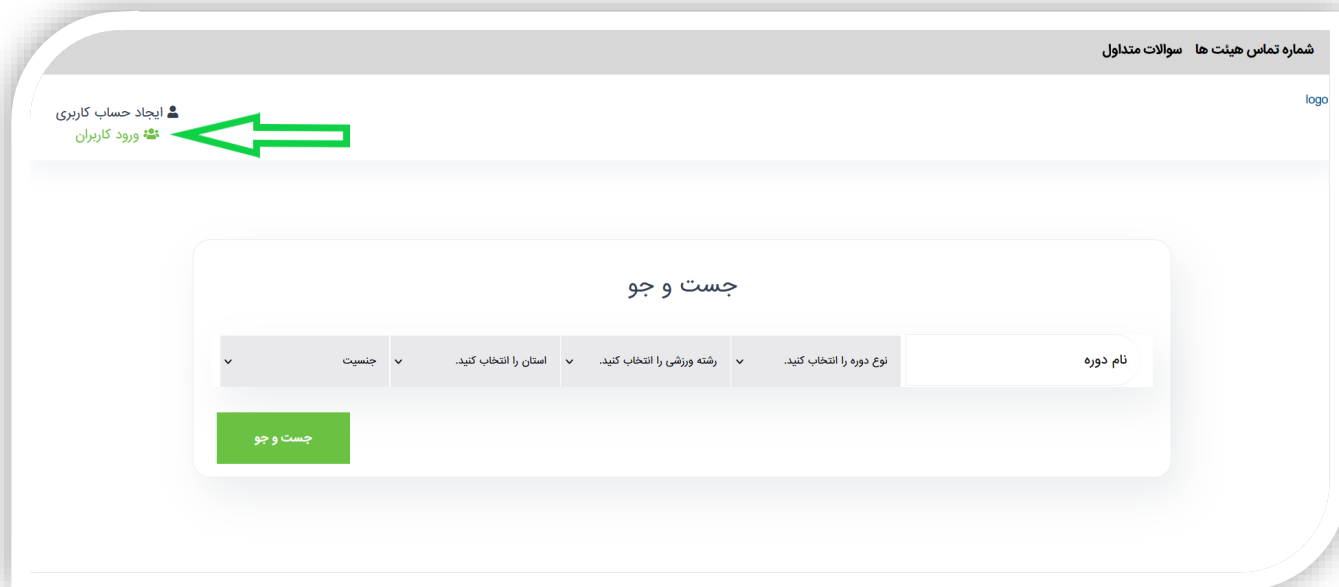 شماره تماس هیئت ها سوالات متداول
logo
ایجاد حساب کاربری
ورود کاربران
جست و جو
نام دوره
نوع دوره را انتخاب کنید.
رشته ورزشی را انتخاب کنید.
استان را انتخاب کنید.
جنسیت
جست و جو